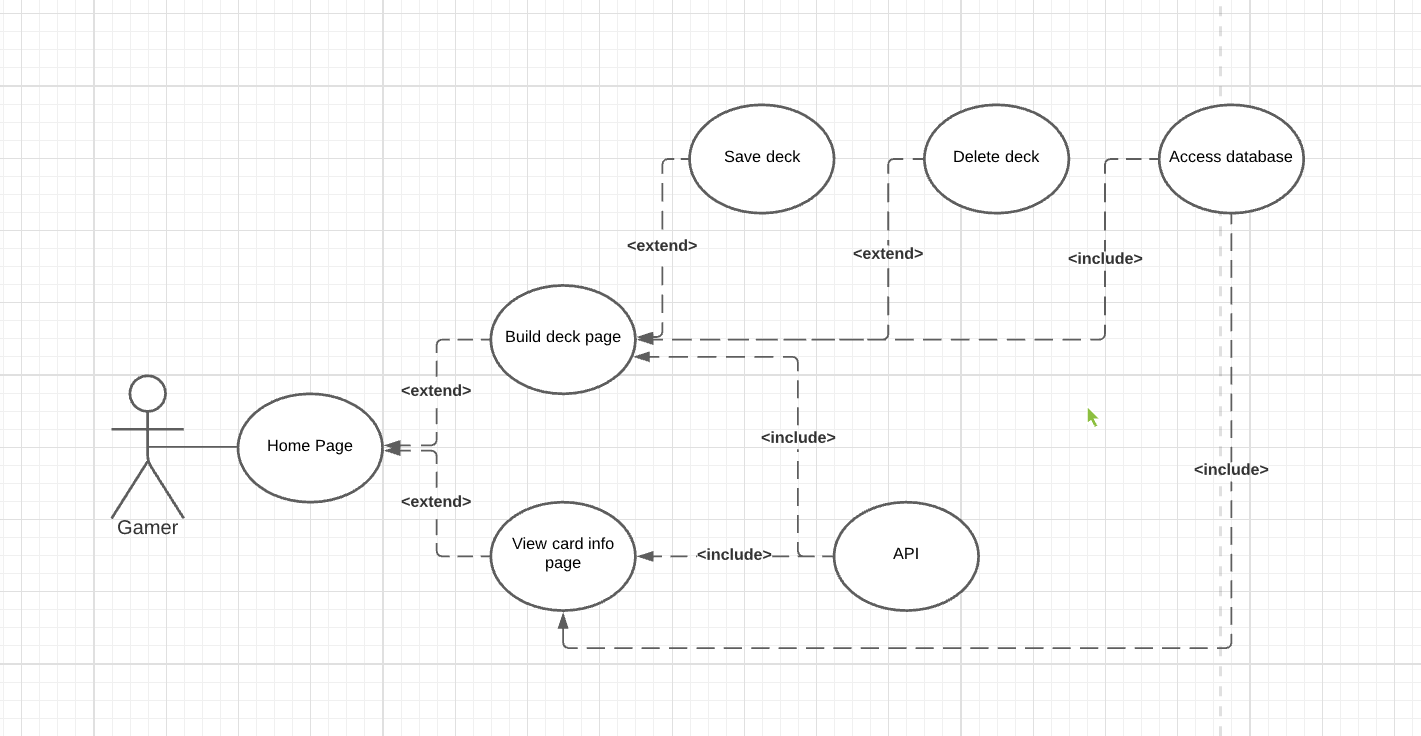 Save deck
Delete deck
Access database
<extend>
<extend>
<include>
Build deck page
<extend>
<include>
Home Page
<include>
<extend>
Gamer
View card info
page
<include>
API